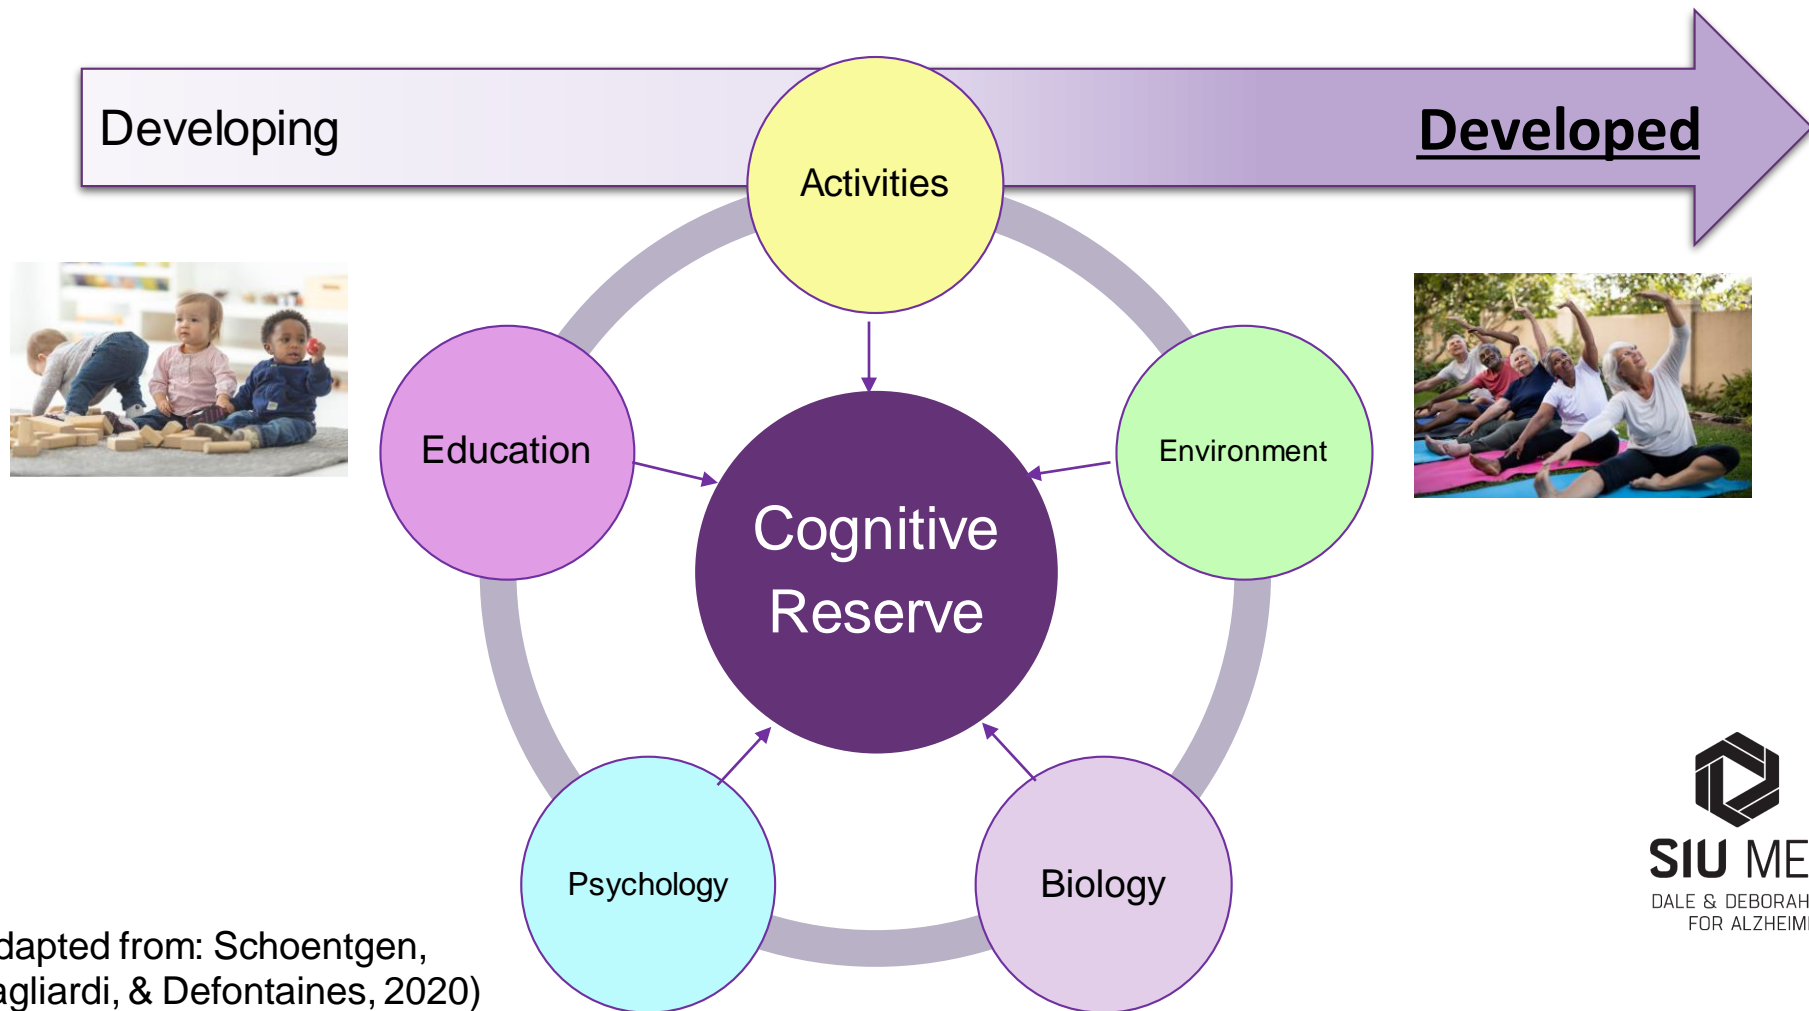 Developing
Developed
Activities
Education
Environment
Cognitive
Reserve
Psychology
Biology
dapted from: Schoentgen,
agliardi, & Defontaines, 2020)
SIU ME
DALE & DEBORAH
FOR ALZHEIM